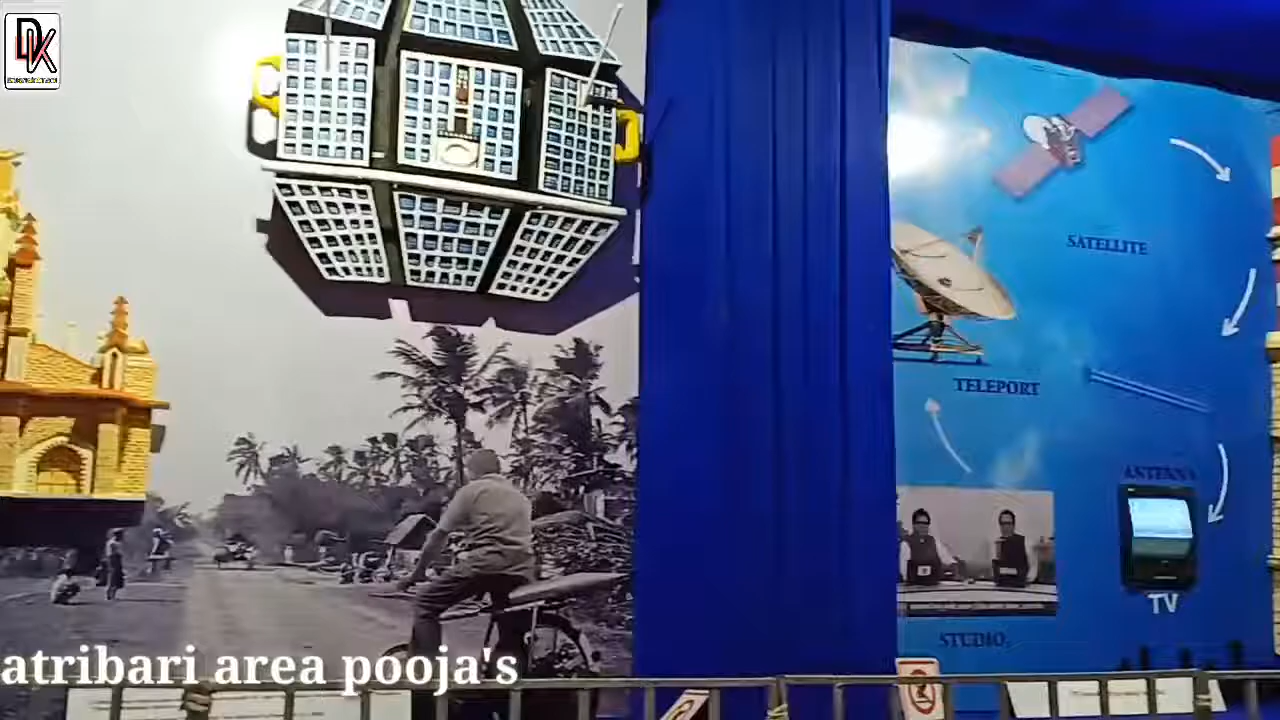 DK
SATELLITE
TELEPORT
ANTENNA
TV
STUDIO
atribari area pooja's